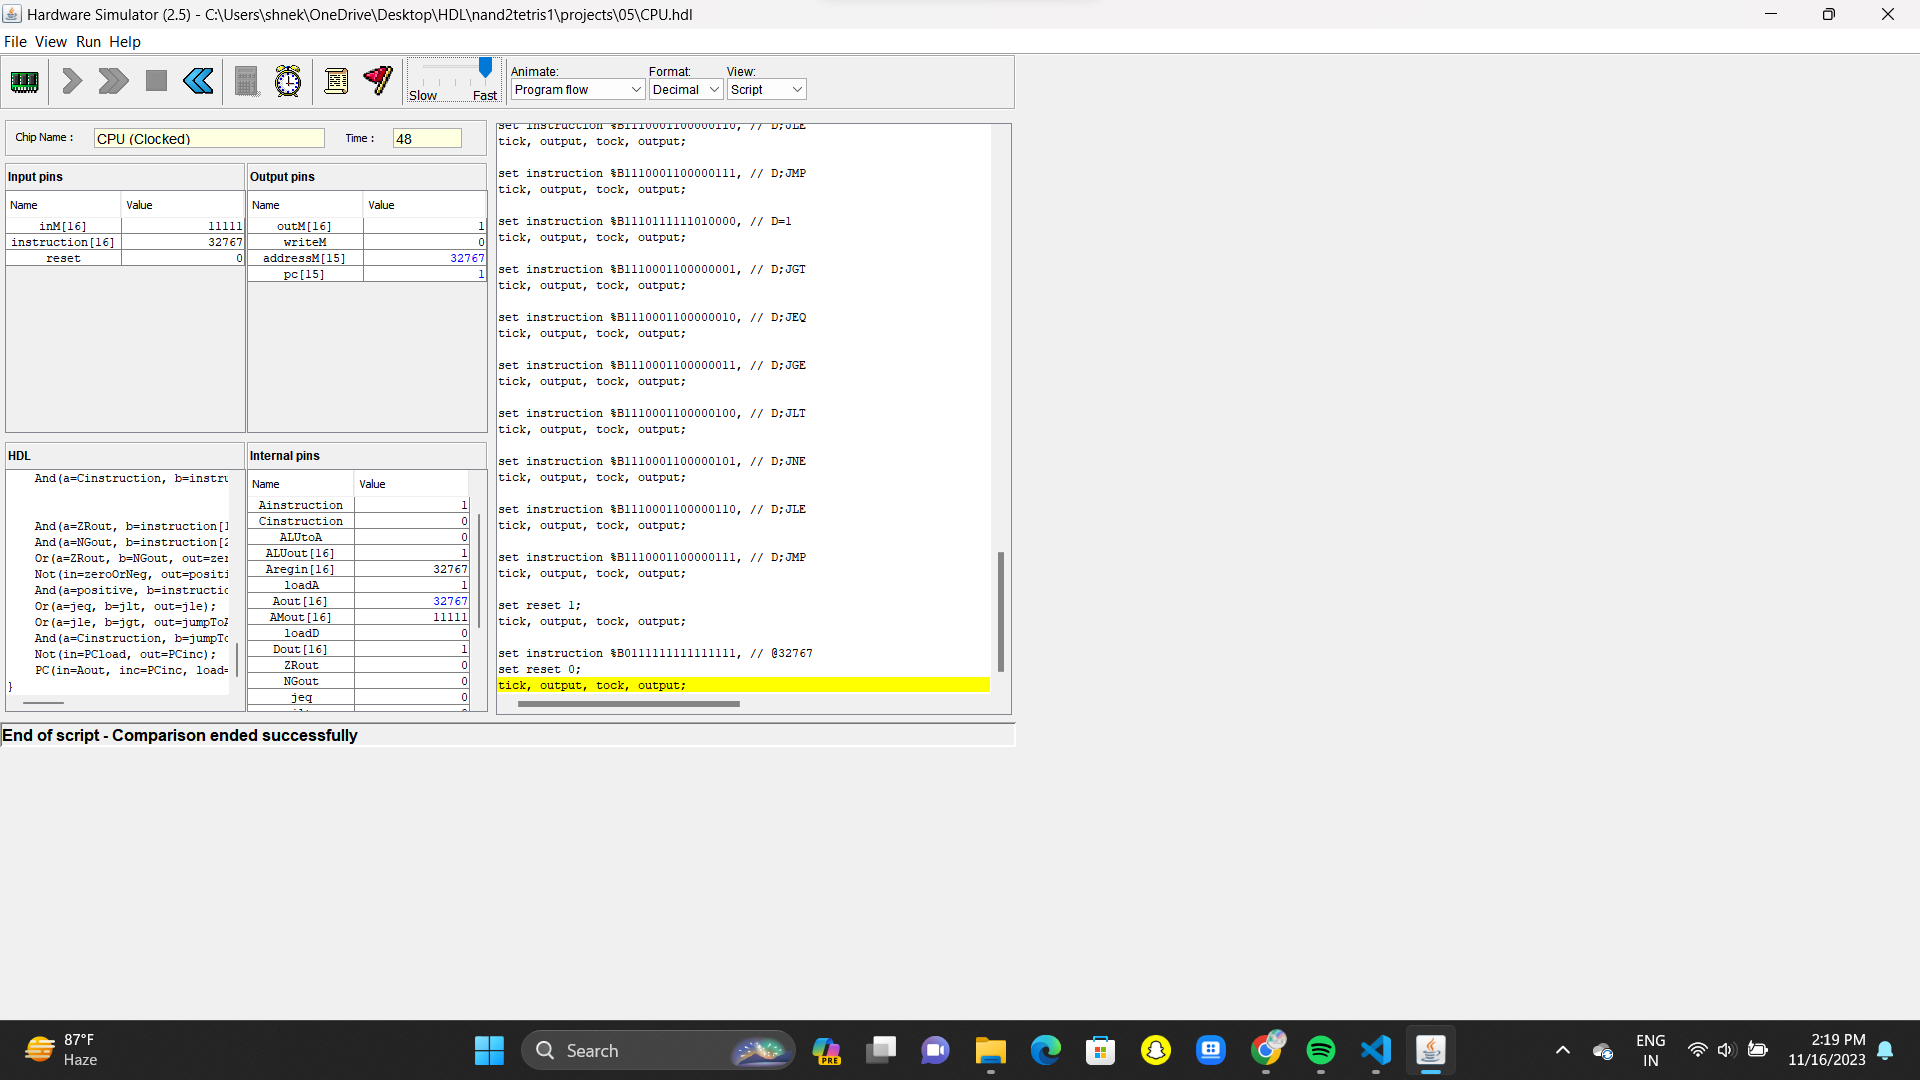 Hardware Simulator (2.5) - C:\Users\shnek\OneDrive\Desktop\HDL\nand2tetris1\projects\05\CPU.hdl
File View Run Help
Slow Fast
Animate:
Program flow
Format:
Decimal
View:
Script
Chip Name :
CPU (Clocked)
Time :
48
Input pins
Name Value
inM[16] 11111
instruction[16] 32767
reset 0
Output pins
Name Value
outM[16] 1
writeM 0
addressM[15] 32767
pc[15] 1
HDL
And(a=Cinstruction, b=instru
And(a=ZRout, b=instruction[1
And(a=NGout, b=instruction[2
Or(a=ZRout, b=NGout, out=zer
Not(in=zeroOrNeg, out=positi
And(a=positive, b=instructio
Or(a=jeq, b=jlt, out=jle);
Or(a=jle, b=jgt, out=jumpToA
And(a=Cinstruction, b=jumpTo
Not(in=PCload, out=PCinc);
PC(in=Aout, inc=PCinc, load=
}
Internal pins
Name Value
Ainstruction 1
Cinstruction 0
ALUtoA 0
ALUout[16] 1
Aregin[16] 32767
loadA 1
Aout[16] 32767
AMout[16] 11111
loadD 0
Dout[16] 1
ZRout 0
NGout 0
jeq 0
set instruction %B1110001100000110, // D;JLE
tick, output, tock, output;
set instruction %B1110001100000111, // D;JMP
tick, output, tock, output;
set instruction %B1110111111010000, // D=1
tick, output, tock, output;
set instruction %B1110001100000001, // D;JGT
tick, output, tock, output;
set instruction %B1110001100000010, // D;JEQ
tick, output, tock, output;
set instruction %B1110001100000011, // D;JGE
tick, output, tock, output;
set instruction %B1110001100000100, // D;JLT
tick, output, tock, output;
set instruction %B1110001100000101, // D;JNE
tick, output, tock, output;
set instruction %B1110001100000110, // D;JLE
tick, output, tock, output;
set instruction %B1110001100000111, // D;JMP
tick, output, tock, output;
set reset 1;
tick, output, tock, output;
set instruction %B0111111111111111, // @32767
set reset 0;
tick, output, tock, output;
End of script - Comparison ended successfully
87°F
Haze
Search
PRE
ENG
IN
2:19 PM
11/16/2023